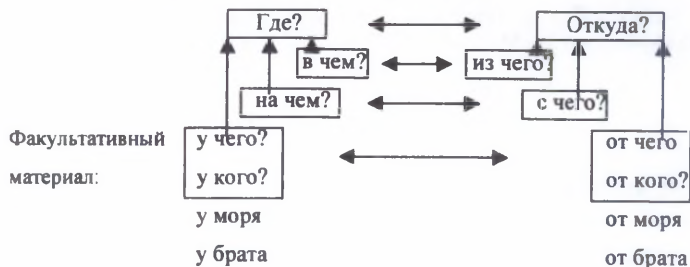 Где? Откуда?
в чем? из чего?
на чем? с чего?
Факультативный у чего? от чего
материал: у кого? от кого?
у моря от моря
у брата от брата